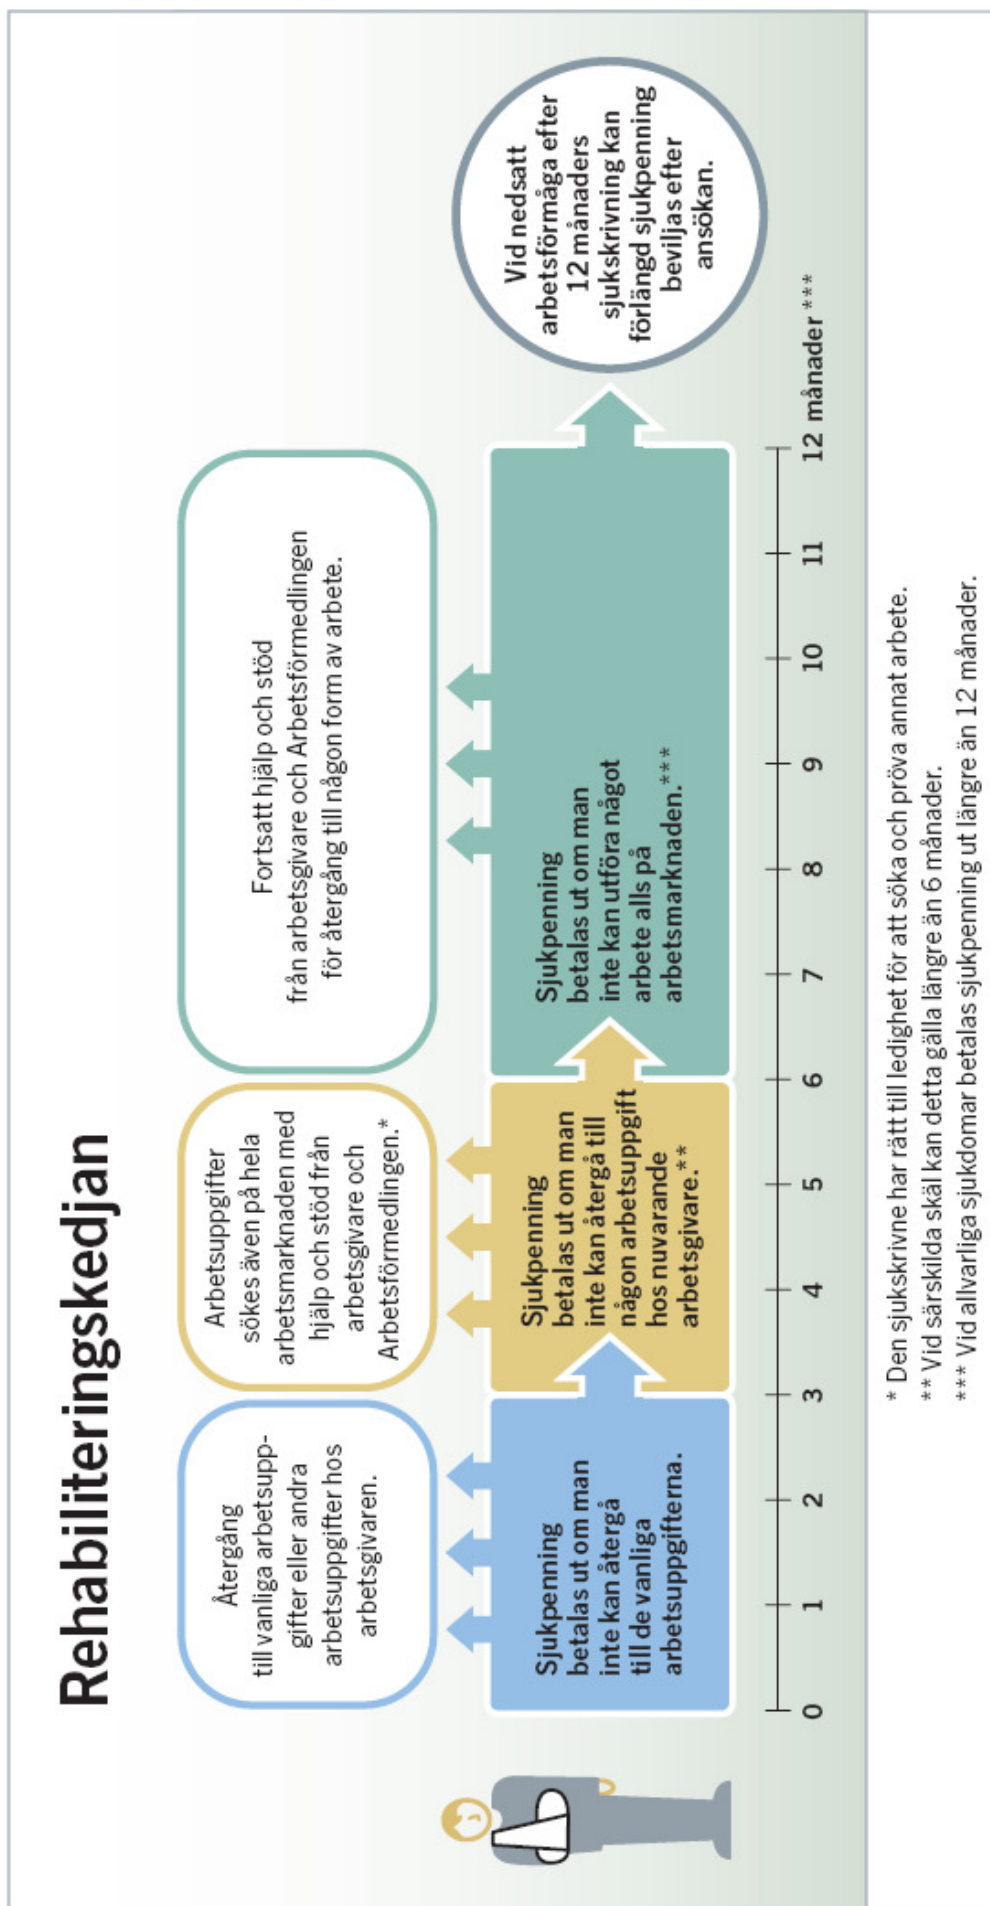 Rehabiliteringskedjan
Återgång
till vanliga arbetsupp-
gifter eller andra
arbetsuppgifter hos
arbetsgivaren.
Arbetsuppgifter
sökes även på hela
arbetsmarknaden med
hjälp och stöd från
arbetsgivare och
Arbetsförmedlingen.*
Fortsatt hjälp och stöd
från arbetsgivare och Arbetsförmedlingen
för återgång till någon form av arbete.
Sjukpenning
betalas ut om man
inte kan återgå
till de vanliga
arbetsuppgifterna.
Sjukpenning
betalas ut om man
inte kan återgå till
någon arbetsuppgift
hos nuvarande
arbetsgivare.**
Sjukpenning
betalas ut om man
inte kan utföra något
arbete alls på
arbetsmarknaden.***
Vid nedsatt
arbetsförmåga efter
12 månaders
sjukskrivning kan
förlängd sjukpenning
beviljas efter
ansökan.
0 1 2 3 4 5 6 7 8 9 10 11 12 månader ***
* Den sjukskrivne har rätt till ledighet för att söka och pröva annat arbete.
** Vid särskilda skäl kan detta gälla längre än 6 månader.
*** Vid allvarliga sjukdomar betalas sjukpenning ut längre än 12 månader.